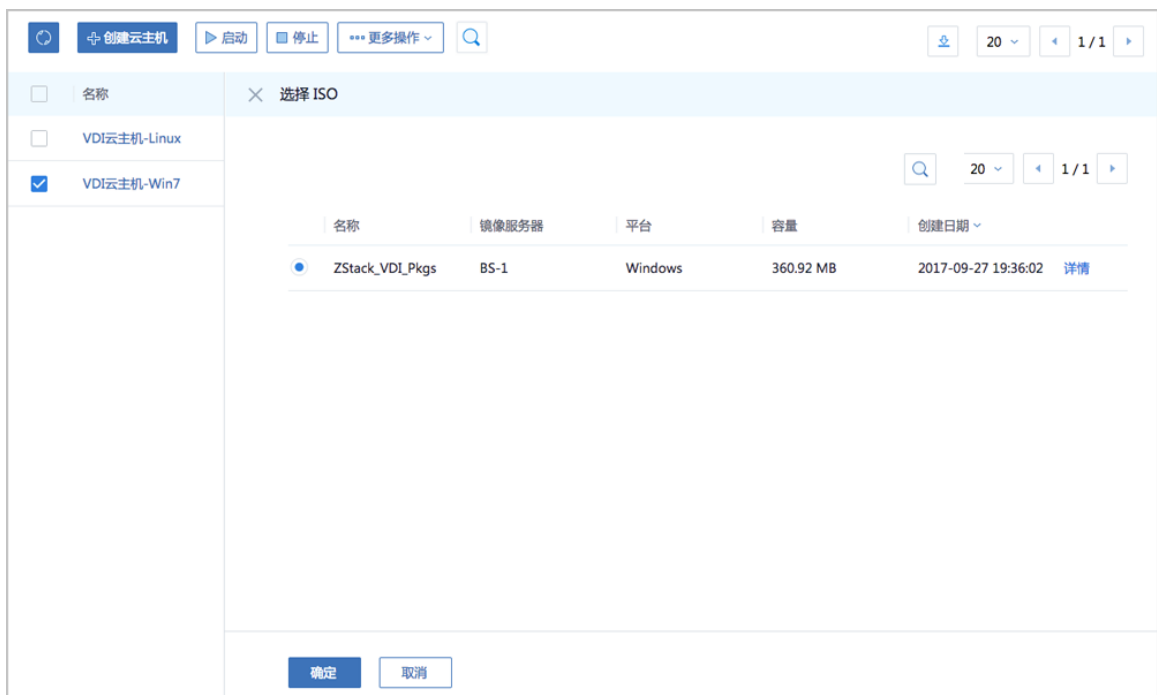 创建云主机 启动 停止 更多操作 20 1 / 1
名称 选择 ISO
VDI云主机-Linux
VDI云主机-Win7 20 1 / 1
名称 镜像服务器 平台 容量 创建日期
ZStack_VDI_Pkgs BS-1 Windows 360.92 MB 2017-09-27 19:36:02 详情
确定 取消